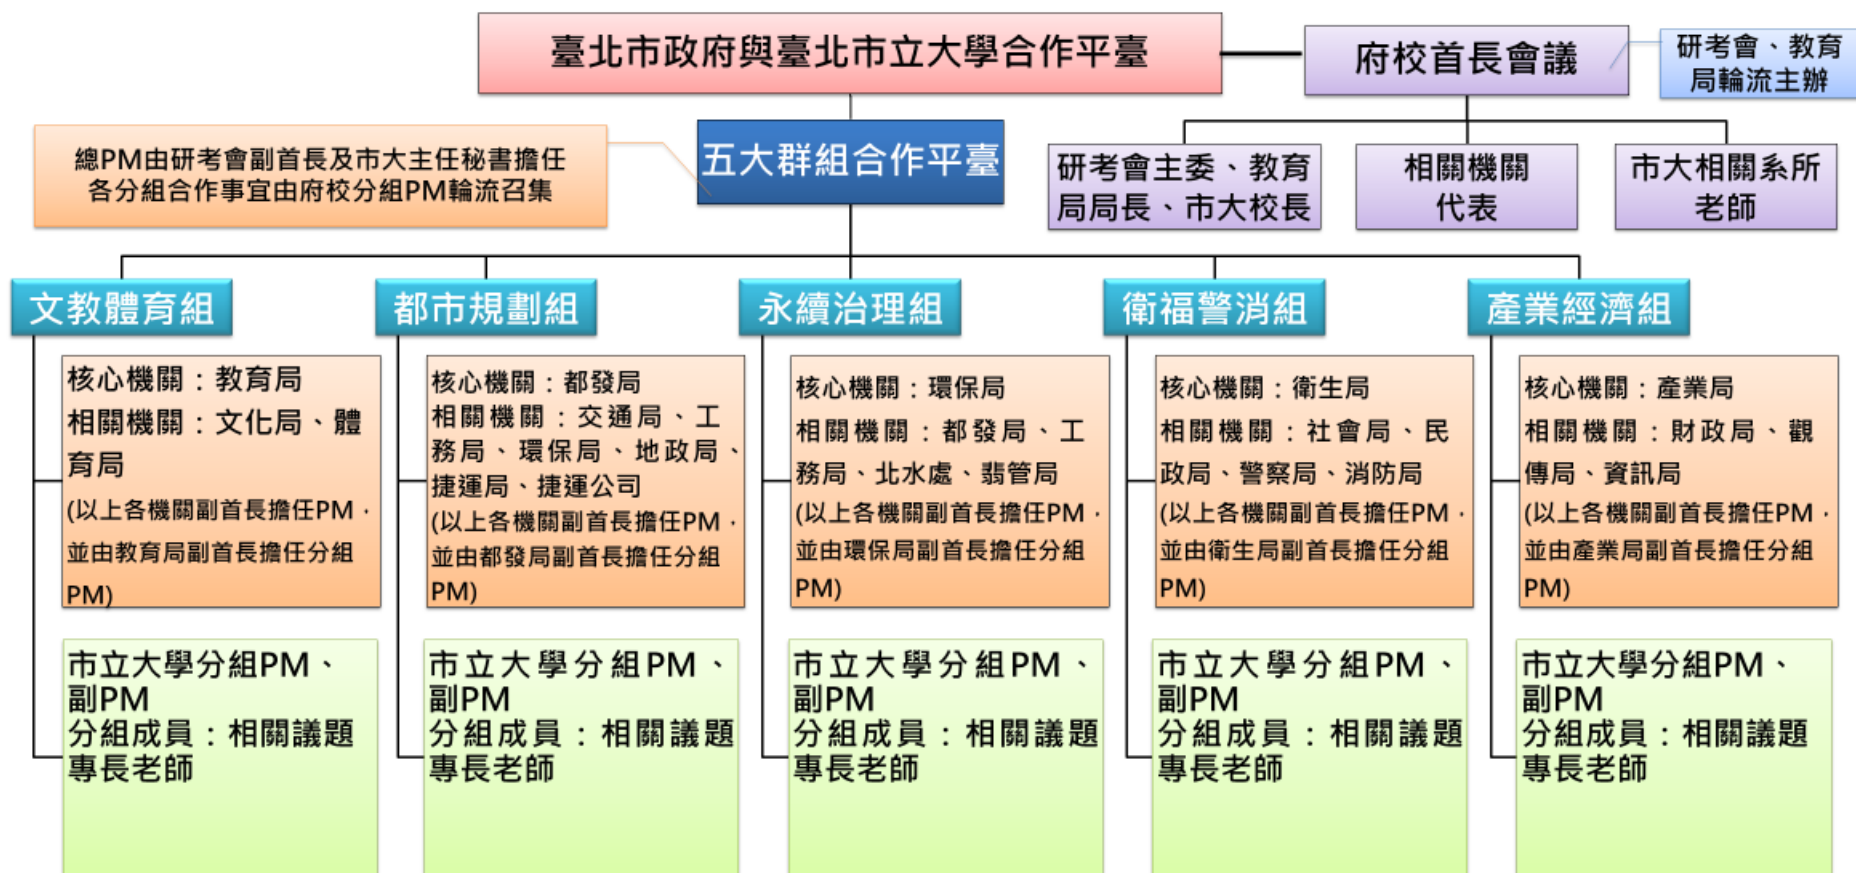 臺北市政府與臺北市立大學合作平臺
府校首長會議
研考會、教育
局輪流主辦
總PM由研考會副首長及市大主任秘書擔任
各分組合作事宜由府校分組PM輪流召集
五大群組合作平臺
研考會主委、教育
局局長、市大校長
相關機關
代表
市大相關系所
老師
文教體育組
核心機關：教育局
相關機關：文化局、體
育局
(以上各機關副首長擔任PM，
並由教育局副首長擔任分組
PM)
市立大學分組PM、
副PM
分組成員：相關議題
專長老師
都市規劃組
核心機關：都發局
相關機關：交通局、工
務局、環保局、地政局、
捷運局、捷運公司
(以上各機關副首長擔任PM，
並由都發局副首長擔任分組
PM)
市立大學分組PM、
副PM
分組成員：相關議題
專長老師
永續治理組
核心機關：環保局
相關機關：都發局、工
務局、北水處、翡管局
(以上各機關副首長擔任PM，
並由環保局副首長擔任分組
PM)
市立大學分組PM、
副PM
分組成員：相關議題
專長老師
衛福警消組
核心機關：衛生局
相關機關：社會局、民
政局、警察局、消防局
(以上各機關副首長擔任PM，
並由衛生局副首長擔任分組
PM)
市立大學分組PM、
副PM
分組成員：相關議題
專長老師
產業經濟組
核心機關：產業局
相關機關：財政局、觀
傳局、資訊局
(以上各機關副首長擔任PM，
並由產業局副首長擔任分組
PM)
市立大學分組PM、
副PM
分組成員：相關議題
專長老師